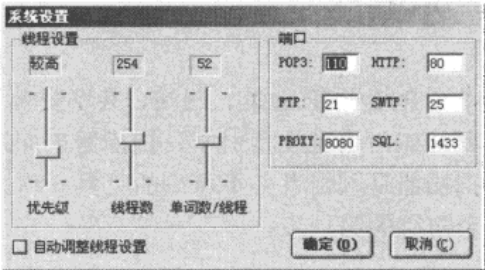 系统设置
线程设置
较高 254 52
优先级 线程数 单词数/线程
自动调整线程设置
端口
POP3: 110 HTTP: 80
FTP: 21 SMTP: 25
PROXY: 8080 SQL: 1433
确定(O) 取消(C)